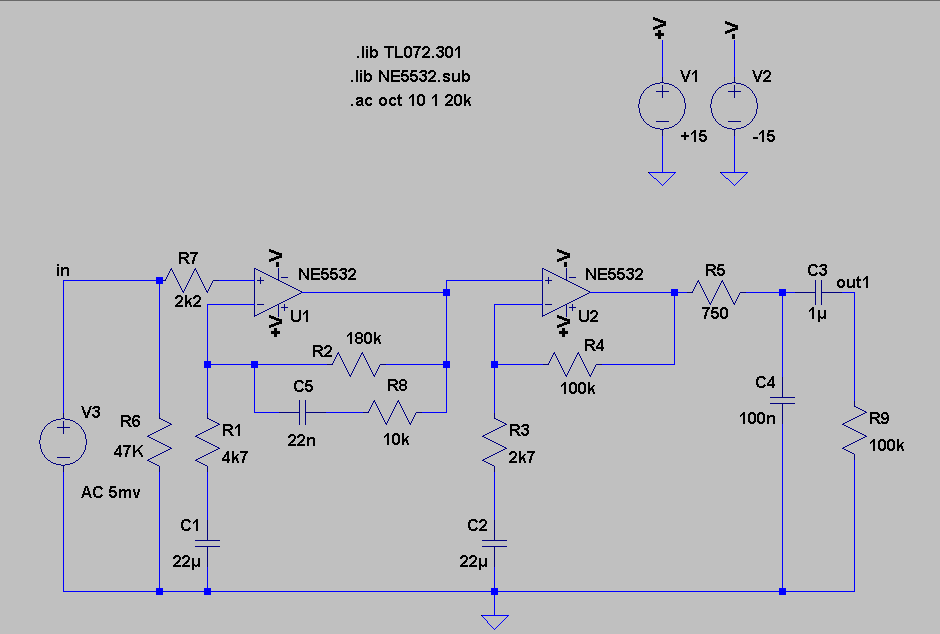 .lib TL072.301
.lib NE5532.sub
.ac oct 10 1 20k
+V
-V
V1
V2
+15
-15
in
R7
2k2
-V
NE5532
U1
+V
-V
NE5532
U2
+V
R5
750
C3
1µ
out1
R2
180k
R4
100k
C5
22n
R8
10k
C4
100n
V3
AC 5mv
R6
47K
R1
4k7
R3
2k7
R9
100k
C1
22µ
C2
22µ